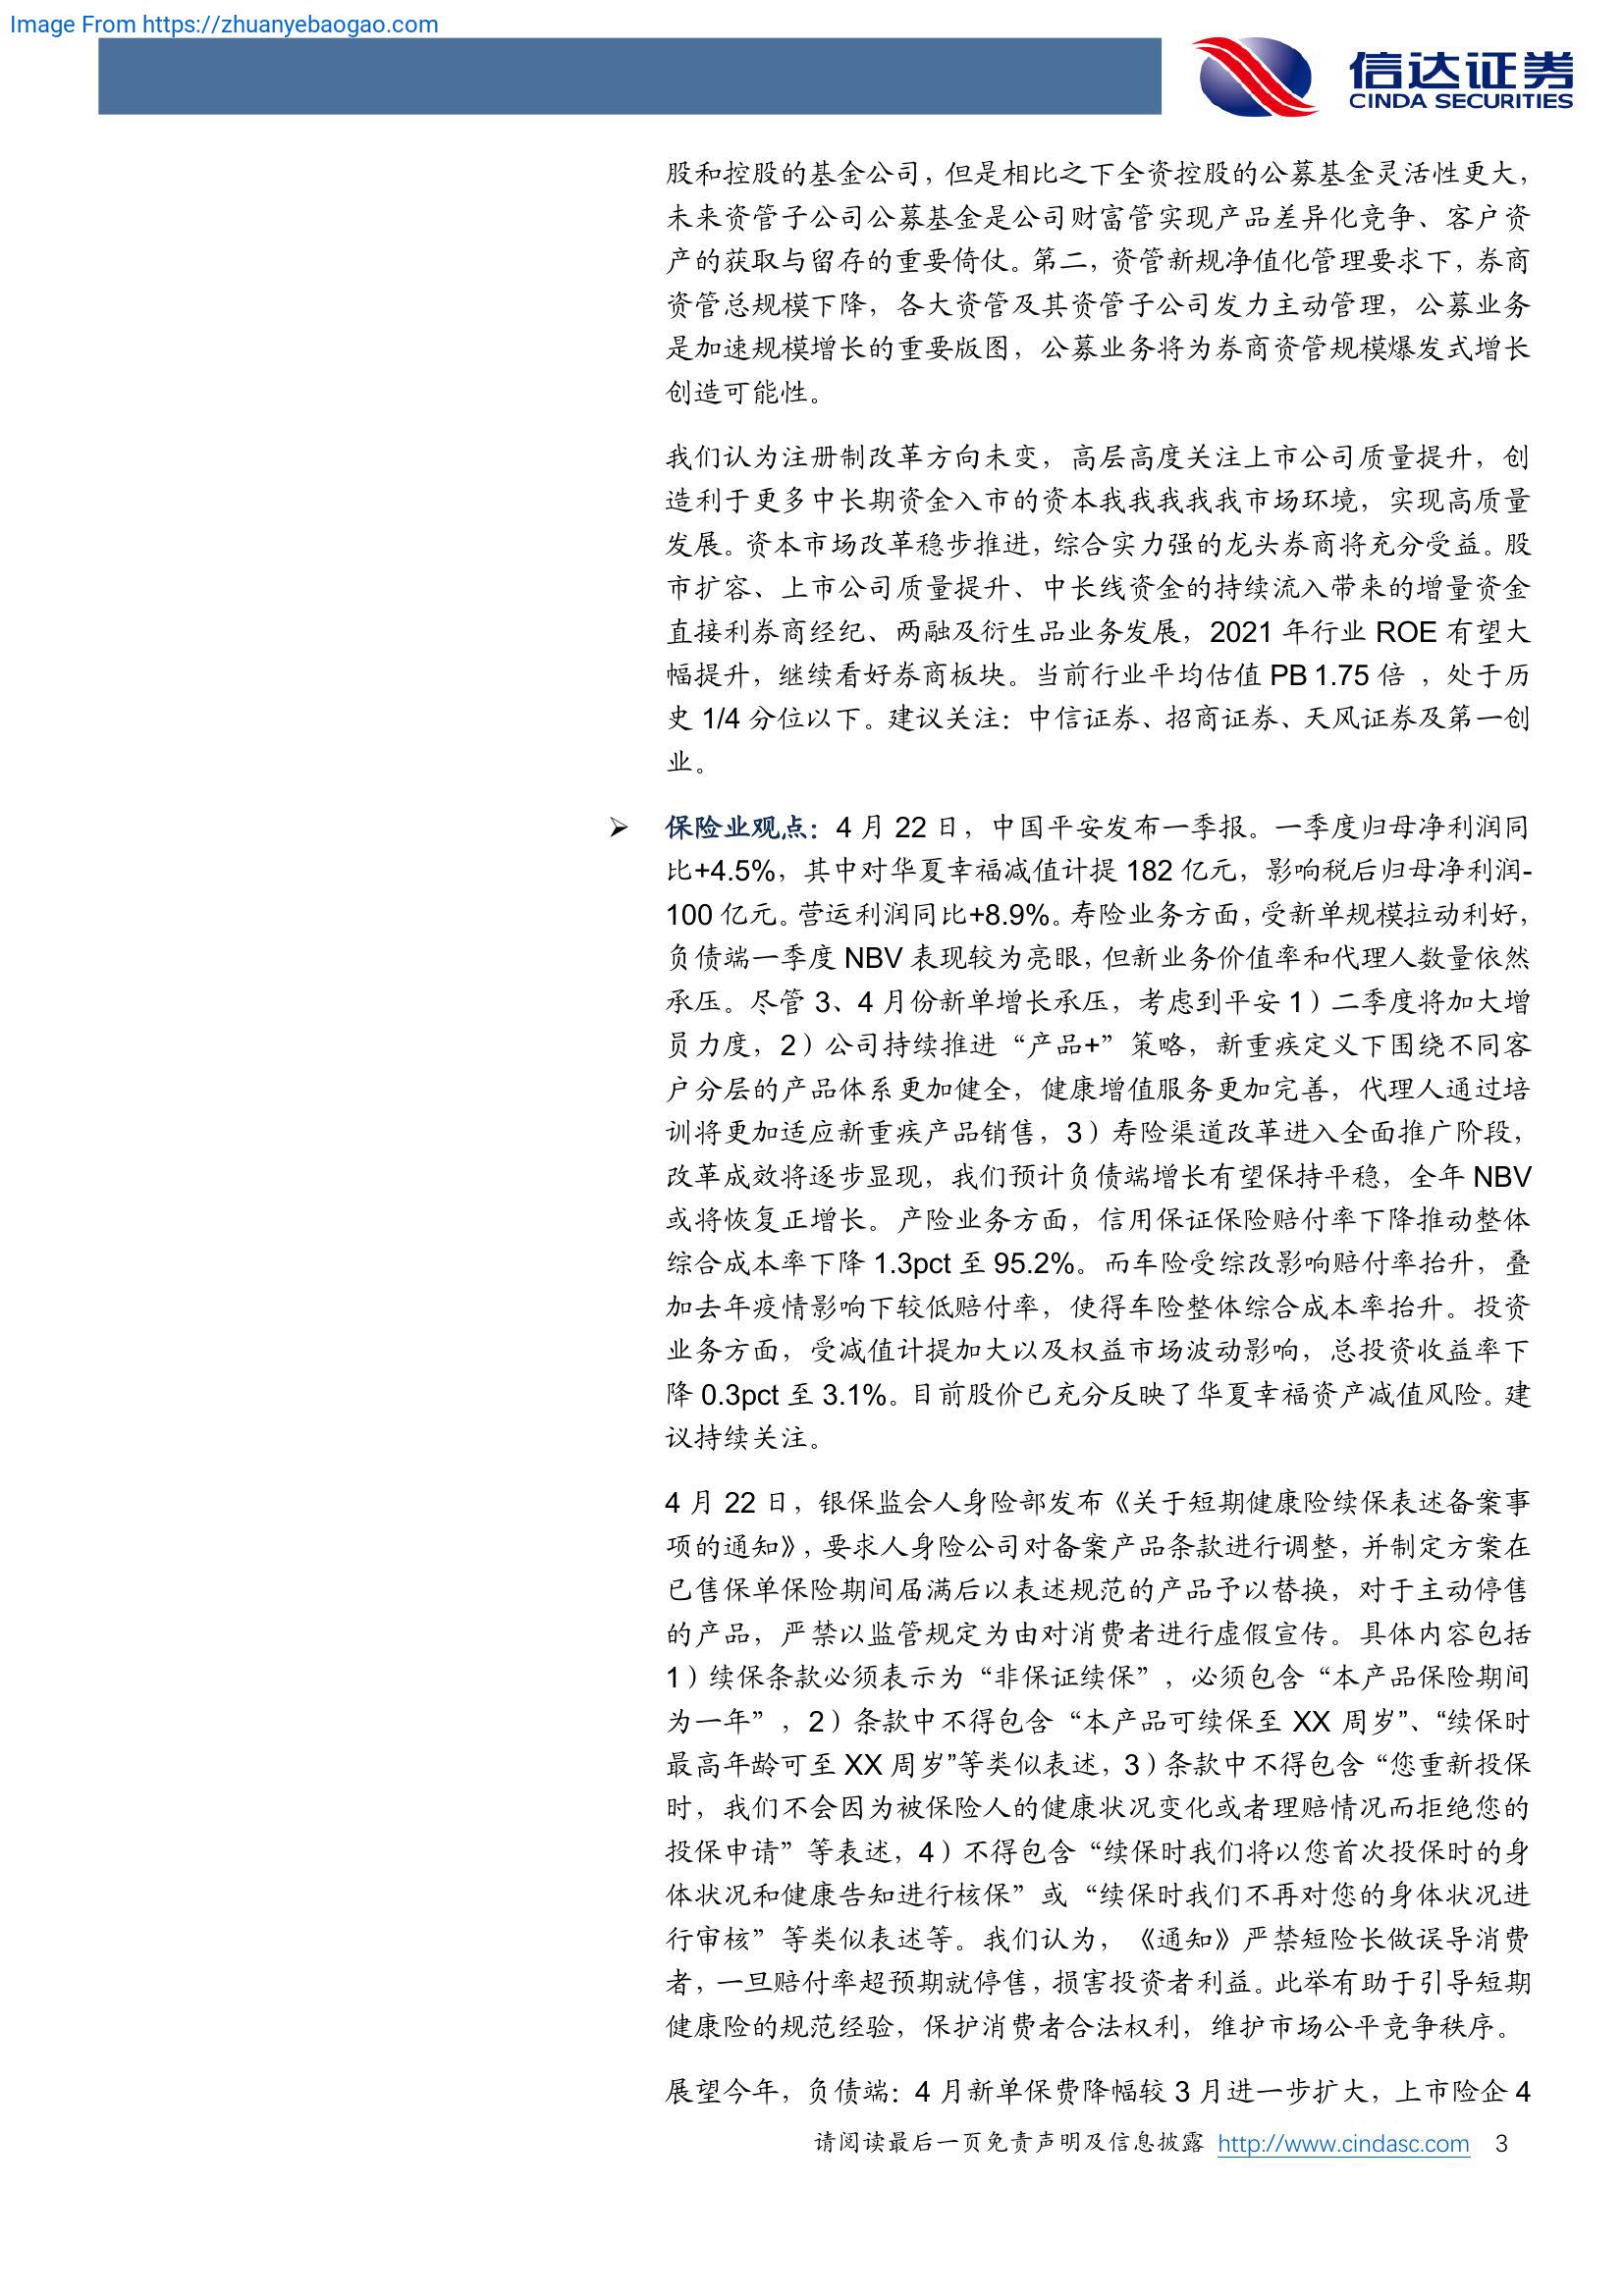 Image From https://zhuanyebaogao.com
信达证券
CINDA SECURITIES
股和控股的基金公司，但是相比之下全资控股的公募基金灵活性更大，
未来资管子公司公募基金是公司财富管实现产品差异化竞争、客户资
产的获取与留存的重要倚仗。第二，资管新规净值化管理要求下，券商
资管总规模下降，各大资管及其资管子公司发力主动管理，公募业务
是加速规模增长的重要版图，公募业务将为券商资管规模爆发式增长
创造可能性。
我们认为注册制改革方向未变，高层高度关注上市公司质量提升，创
造利于更多中长期资金入市的资本我我我我我市场环境，实现高质量
发展。资本市场改革稳步推进，综合实力强的龙头券商将充分受益。股
市扩容、上市公司质量提升、中长线资金的持续流入带来的增量资金
直接利券商经纪、两融及衍生品业务发展，2021 年行业 ROE 有望大
幅提升，继续看好券商板块。当前行业平均估值 PB 1.75 倍 ，处于历
史 1/4 分位以下。建议关注：中信证券、招商证券、天风证券及第一创
业。
➢ 保险业观点：4 月 22 日，中国平安发布一季报。一季度归母净利润同
比+4.5%，其中对华夏幸福减值计提 182 亿元，影响税后归母净利润-
100 亿元。营运利润同比+8.9%。寿险业务方面，受新单规模拉动利好，
负债端一季度 NBV 表现较为亮眼，但新业务价值率和代理人数量依然
承压。尽管 3、4 月份新单增长承压，考虑到平安 1）二季度将加大增
员力度，2）公司持续推进“产品+”策略，新重疾定义下围绕不同客
户分层的产品体系更加健全，健康增值服务更加完善，代理人通过培
训将更加适应新重疾产品销售，3）寿险渠道改革进入全面推广阶段，
改革成效将逐步显现，我们预计负债端增长有望保持平稳，全年 NBV
或将恢复正增长。产险业务方面，信用保证保险赔付率下降推动整体
综合成本率下降 1.3pct 至 95.2%。而车险受综改影响赔付率抬升，叠
加去年疫情影响下较低赔付率，使得车险整体综合成本率抬升。投资
业务方面，受减值计提加大以及权益市场波动影响，总投资收益率下
降 0.3pct 至 3.1%。目前股价已充分反映了华夏幸福资产减值风险。建
议持续关注。
4 月 22 日，银保监会人身险部发布《关于短期健康险续保表述备案事
项的通知》，要求人身险公司对备案产品条款进行调整，并制定方案在
已售保单保险期间届满后以表述规范的产品予以替换，对于主动停售
的产品，严禁以监管规定为由对消费者进行虚假宣传。具体内容包括
1）续保条款必须表示为“非保证续保”，必须包含“本产品保险期间
为一年”，2）条款中不得包含“本产品可续保至 XX 周岁”、“续保时
最高年龄可至 XX 周岁”等类似表述，3）条款中不得包含“您重新投保
时，我们不会因为被保险人的健康状况变化或者理赔情况而拒绝您的
投保申请”等表述，4）不得包含“续保时我们将以您首次投保时的身
体状况和健康告知进行核保”或“续保时我们不再对您的身体状况进
行审核”等类似表述等。我们认为，《通知》严禁短险长做误导消费
者，一旦赔付率超预期就停售，损害投资者利益。此举有助于引导短期
健康险的规范经验，保护消费者合法权利，维护市场公平竞争秩序。
展望今年，负债端：4 月新单保费降幅较 3 月进一步扩大，上市险企 4
请阅读最后一页免责声明及信息披露 http://www.cindasc.com 3